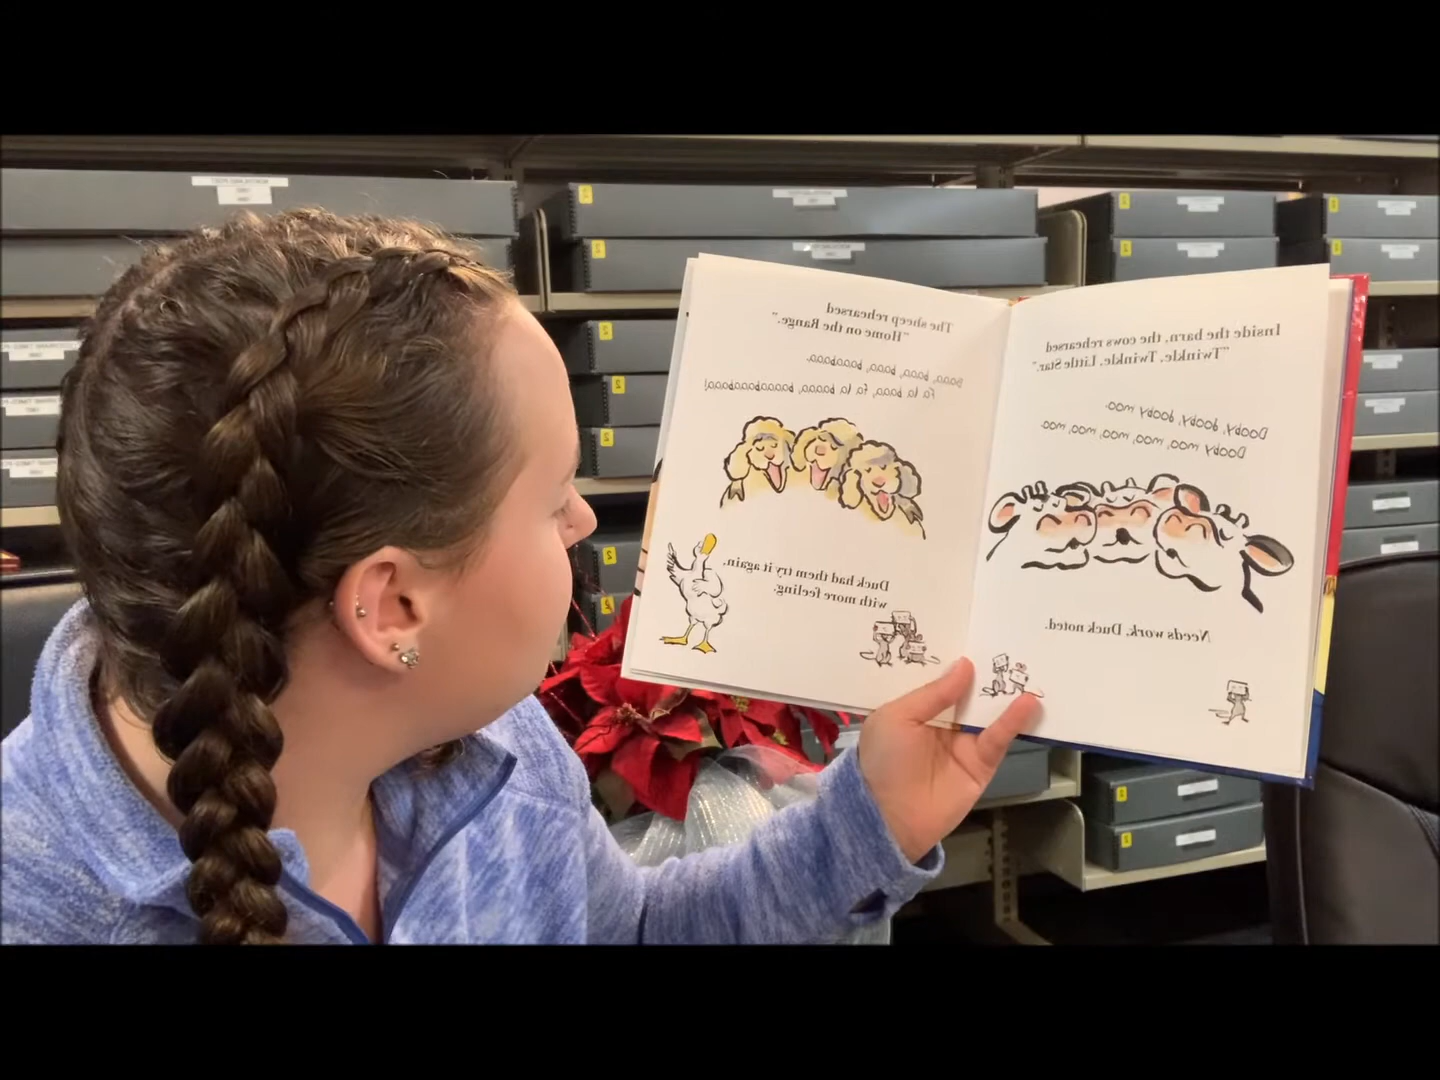 Inside the barn, the cows rehearsed
"Twinkle, Twinkle, Little Star."
Dooby, dooby, dooby moo.
Dooby moo, moo, moo, moo, moo.
Needs work, Duck noted.
The sheep rehearsed
"Home on the Range."
Baaa, baaa, baaa, baaabaaa.
Fa la baaa, fa la baaaa,
Duck had them try it again,
with more feeling.